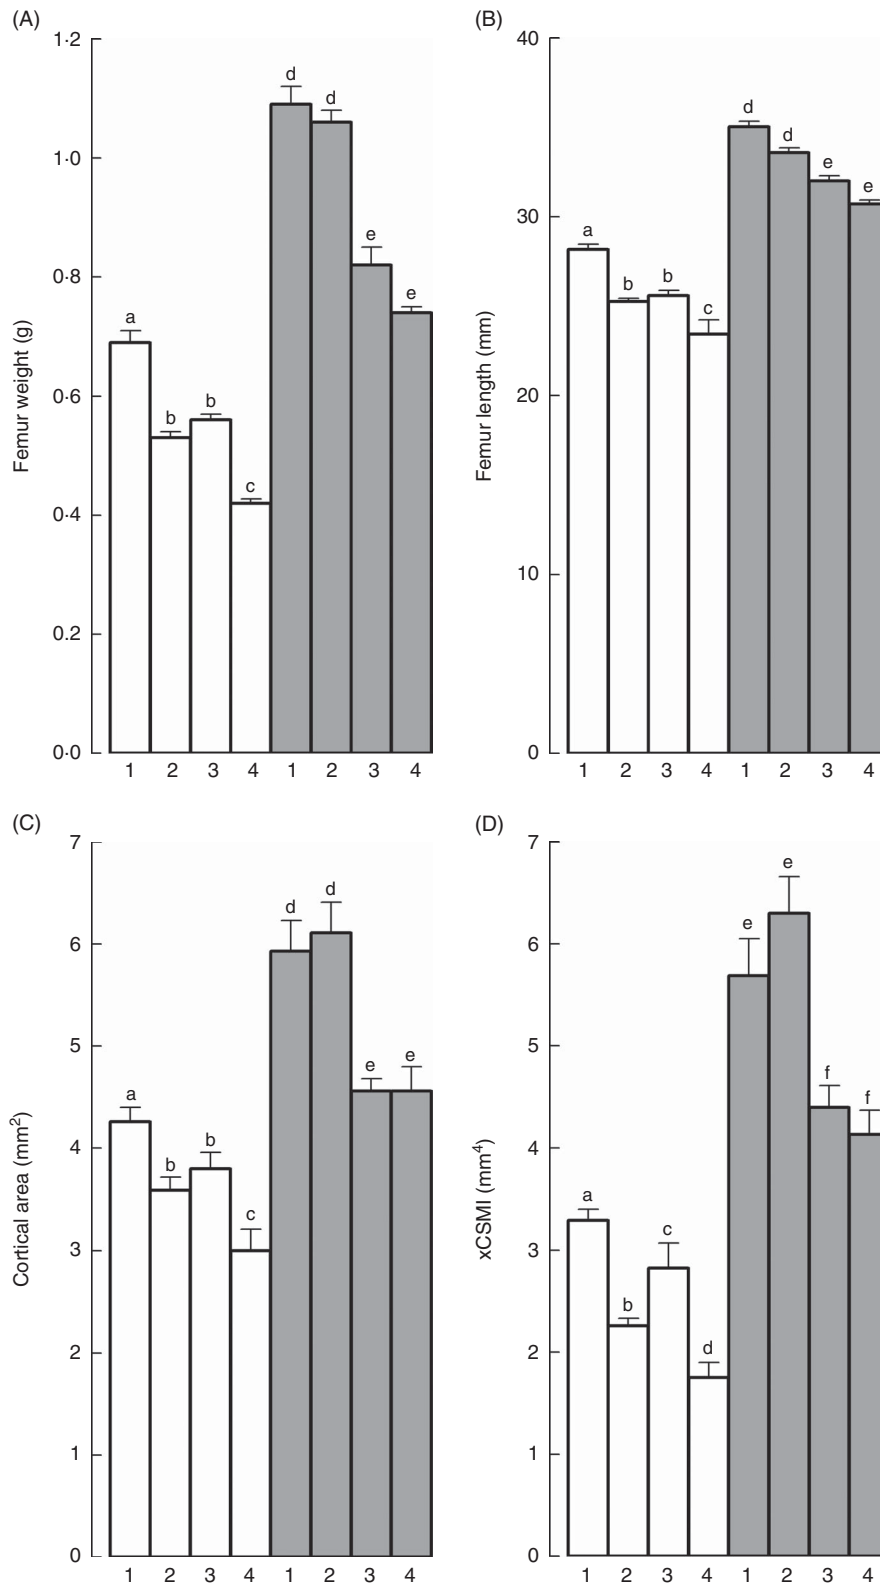 (A)
1·2
1·0
0·8
0·6
0·4
0·2
0·0
Femur weight (g)
a
b
b
c
d
d
e
e
1 2 3 4 1 2 3 4
(B)
40
30
20
10
0
Femur length (mm)
a
b
b
c
d
d
e
e
1 2 3 4 1 2 3 4
(C)
7
6
5
4
3
2
1
0
Cortical area (mm²)
a
b
b
c
d
d
e
e
1 2 3 4 1 2 3 4
(D)
7
6
5
4
3
2
1
0
xCSMI (mm⁴)
a
b
c
d
e
e
f
f
1 2 3 4 1 2 3 4